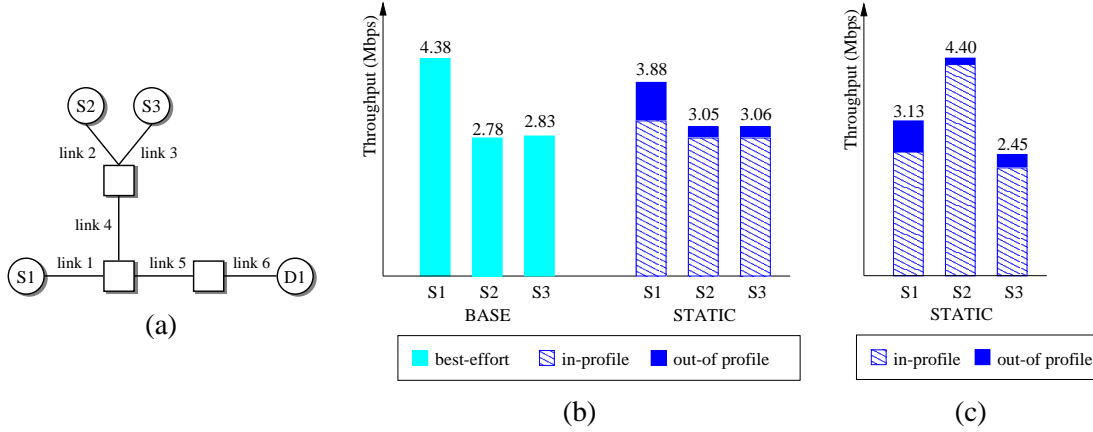 S2
S3
link 2
link 3
link 4
S1
link 1
link 5
link 6
D1
(a)
Throughput (Mbps)
4.38
2.78
2.83
3.88
3.05
3.06
S1
S2
S3
S1
S2
S3
BASE
STATIC
best-effort
in-profile
out-of profile
(b)
Throughput (Mbps)
3.13
4.40
2.45
S1
S2
S3
STATIC
in-profile
out-of profile
(c)